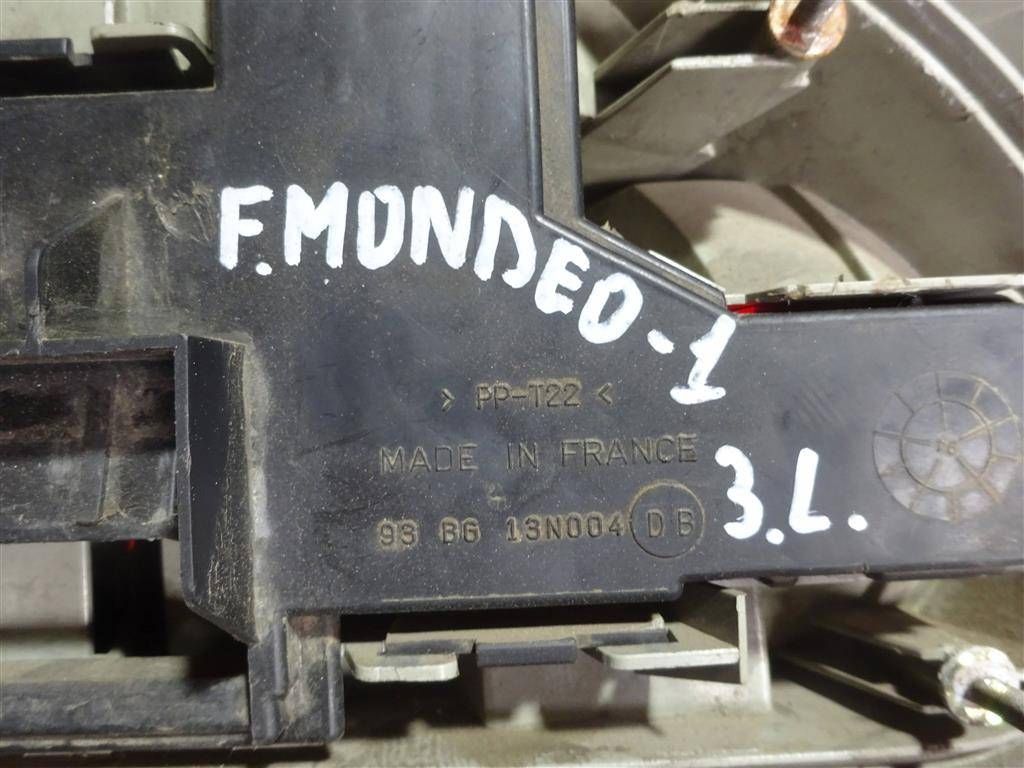 F.MONDEO-1
> PP-T22 <
MADE IN FRANCE
93 BG 13N004 DB
3.L.